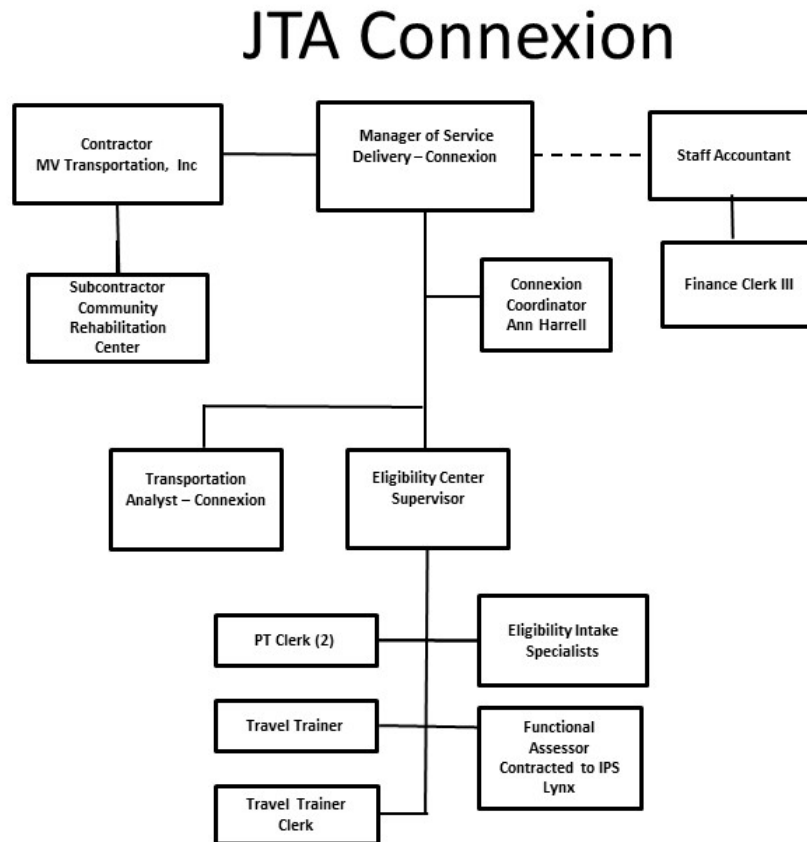 JTA Connexion
Contractor
MV Transportation, Inc
Manager of Service
Delivery – Connexion
Staff Accountant
Subcontractor
Community
Rehabilitation
Center
Connexion
Coordinator
Ann Harrell
Finance Clerk III
Transportation
Analyst – Connexion
Eligibility Center
Supervisor
PT Clerk (2)
Eligibility Intake
Specialists
Travel Trainer
Functional
Assessor
Contracted to IPS
Lynx
Travel Trainer
Clerk